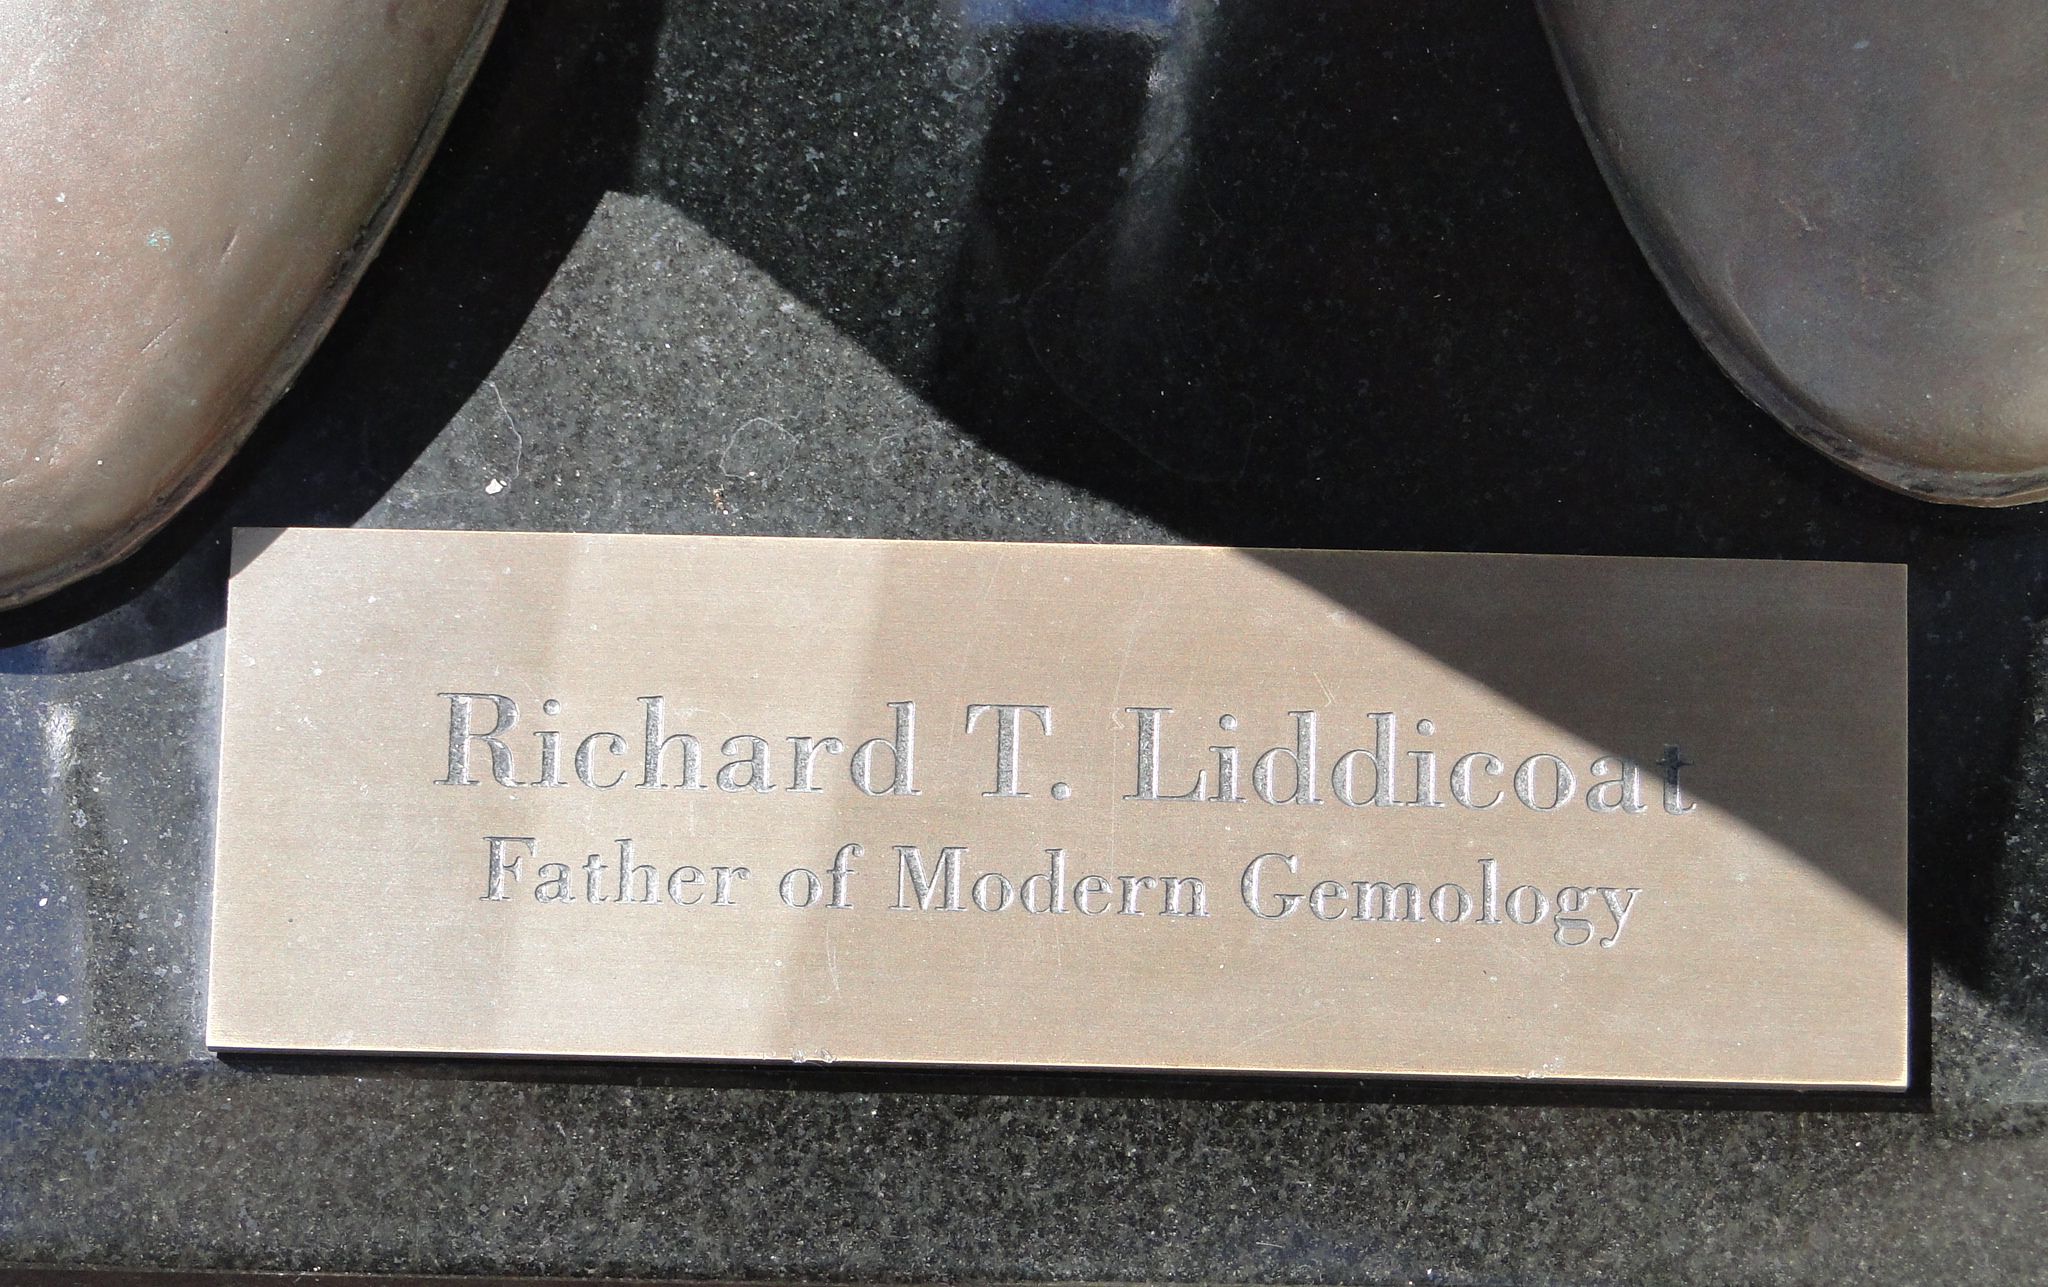 Richard T. Liddicoat
Father of Modern Gemology